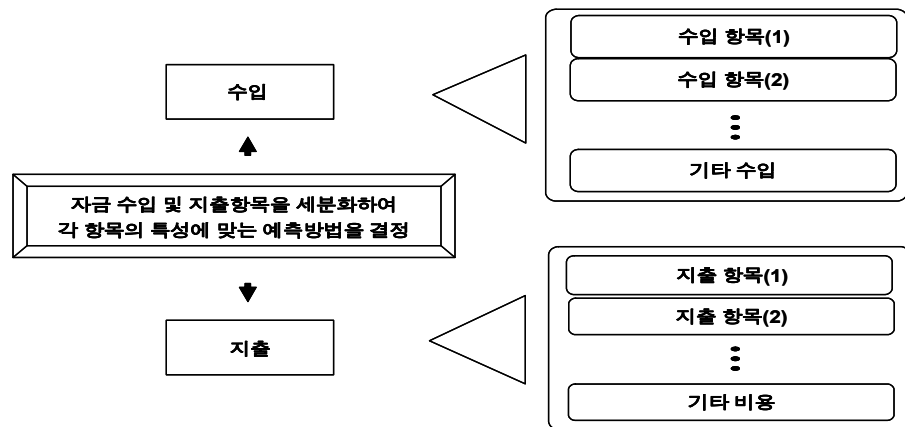 수입 항목(1)
수입 항목(2)
기타 수입
수입
자금 수입 및 지출항목을 세분화하여
각 항목의 특성에 맞는 예측방법을 결정
지출
지출 항목(1)
지출 항목(2)
기타 비용